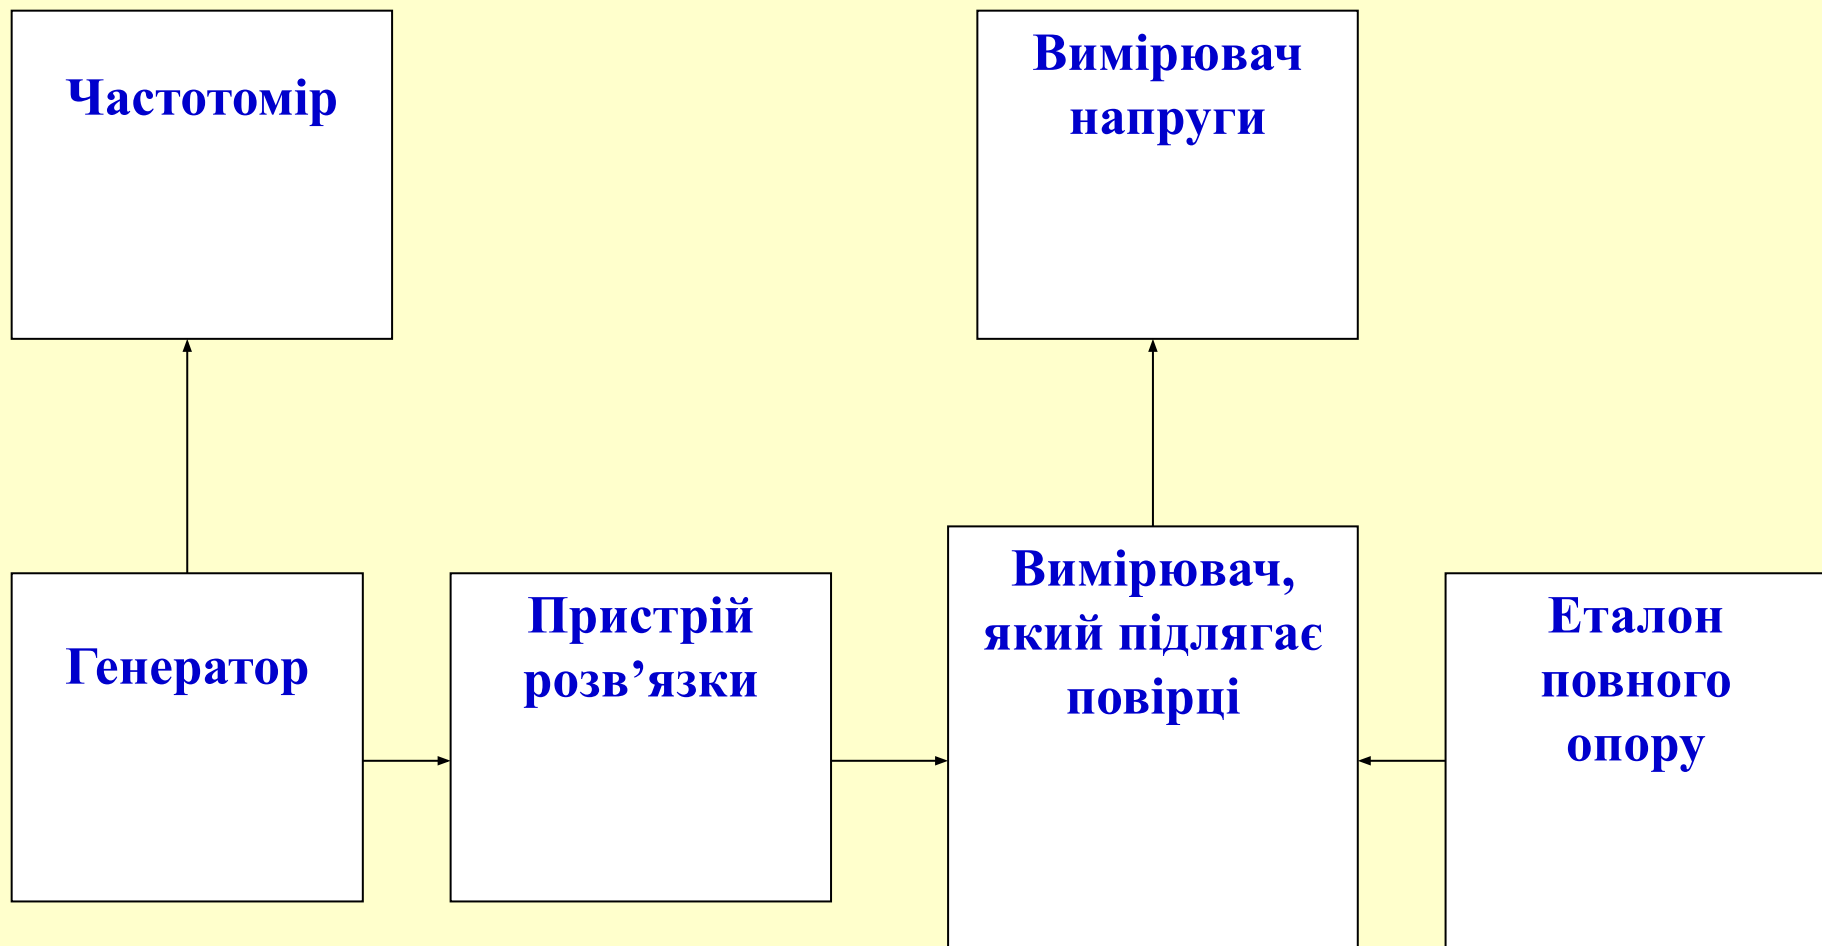 Частотомір
Вимірювач
напруги
Генератор
Пристрій
розв’язки
Вимірювач,
який підлягає
повірці
Еталон
повного
опору